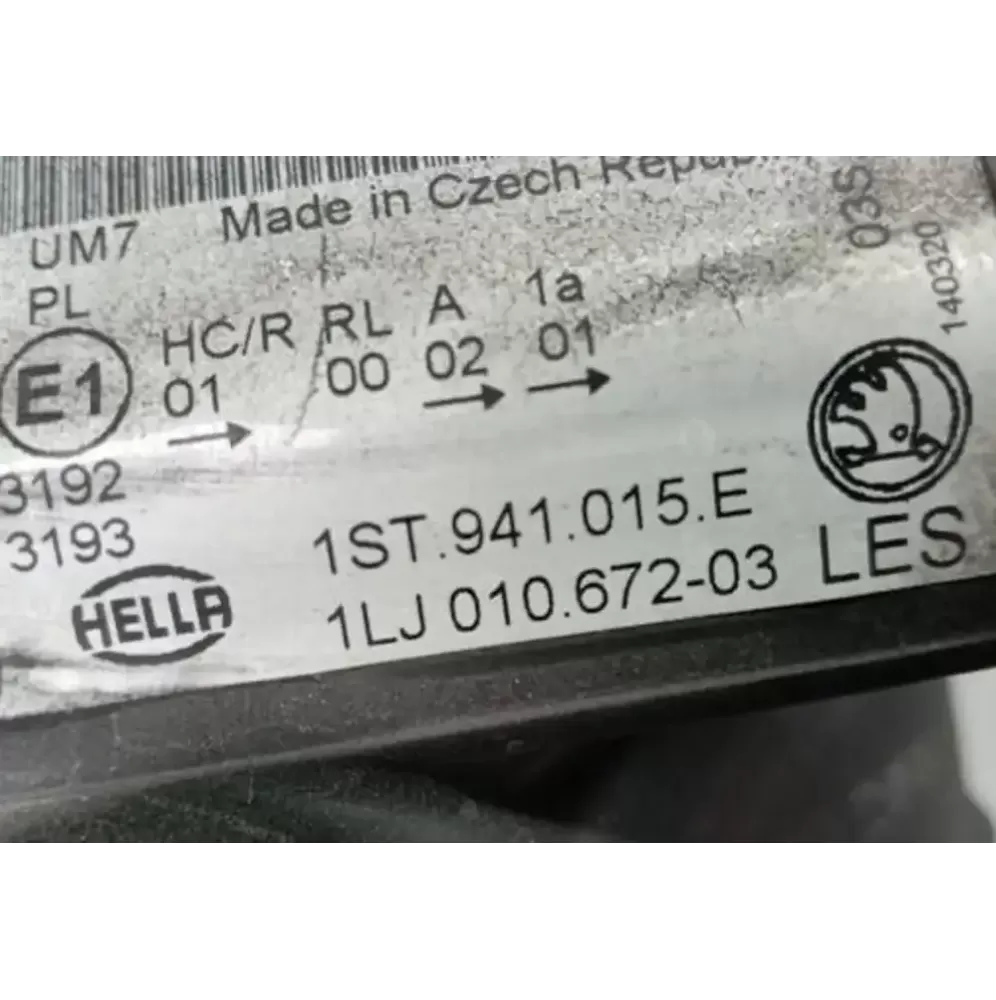 UM7 Made in Czech Republic
PL
HC/R RL A 1a
E1 01 00 02 01
3192
3193
1ST.941.015.E
HELLA 1LJ 010.672-03 LES
03S
140320